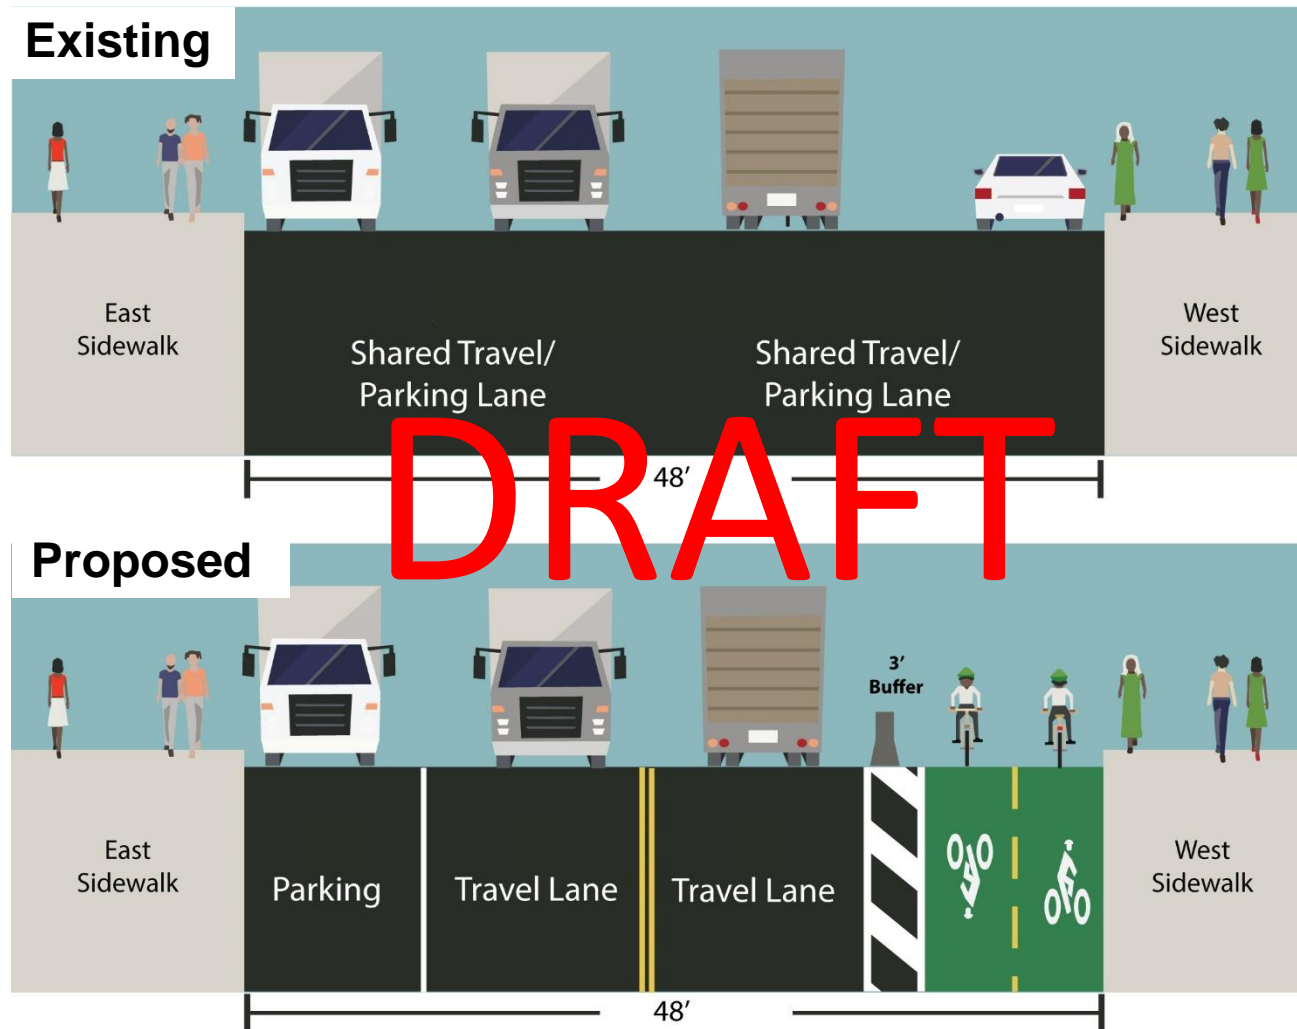 Existing
East
Sidewalk
Shared Travel/
Parking Lane
Shared Travel/
Parking Lane
West
Sidewalk
48’
DRAFT
Proposed
3’
Buffer
East
Sidewalk
Parking
Travel Lane
Travel Lane
West
Sidewalk
48’